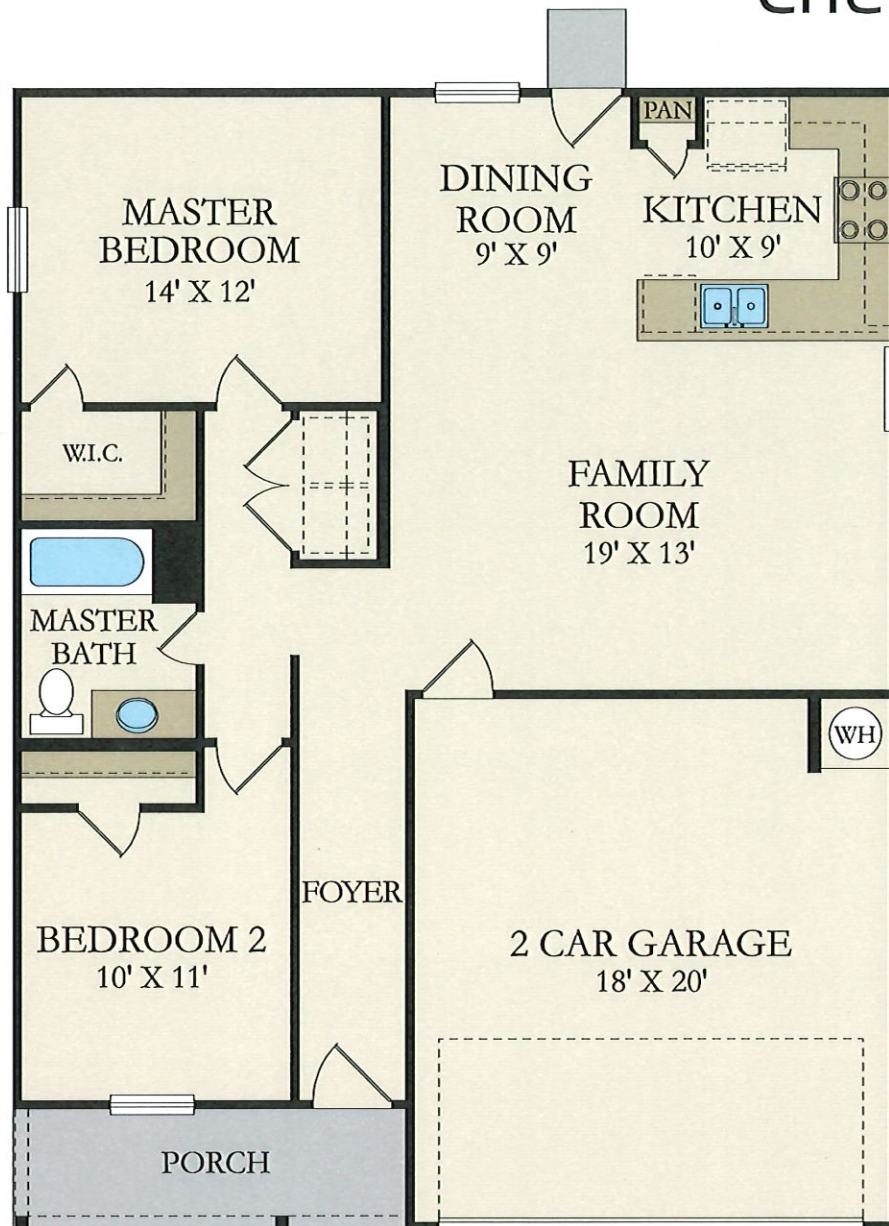 PAN
DINING
ROOM
9' X 9'
KITCHEN
10' X 9'
MASTER
BEDROOM
14' X 12'
W.I.C.
FAMILY
ROOM
19' X 13'
MASTER
BATH
WH
FOYER
BEDROOM 2
10' X 11'
2 CAR GARAGE
18' X 20'
PORCH